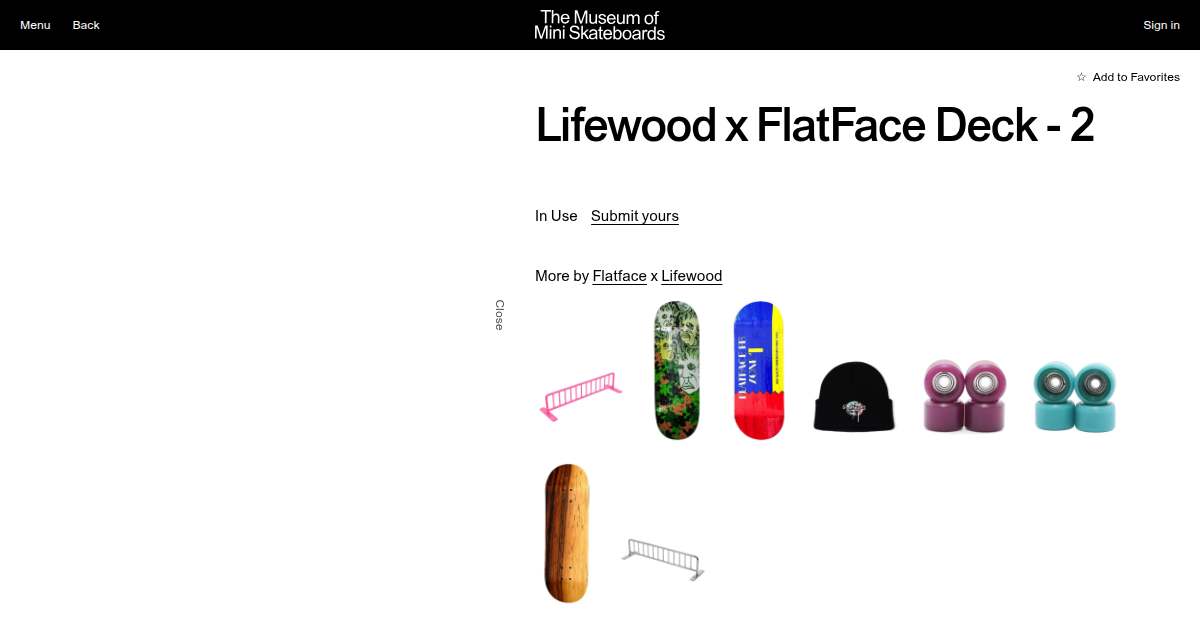 Menu Back
The Museum of
Mini Skateboards
Sign in
☆ Add to Favorites
Lifewood x FlatFace Deck - 2
In Use Submit yours
More by Flatface x Lifewood
Close